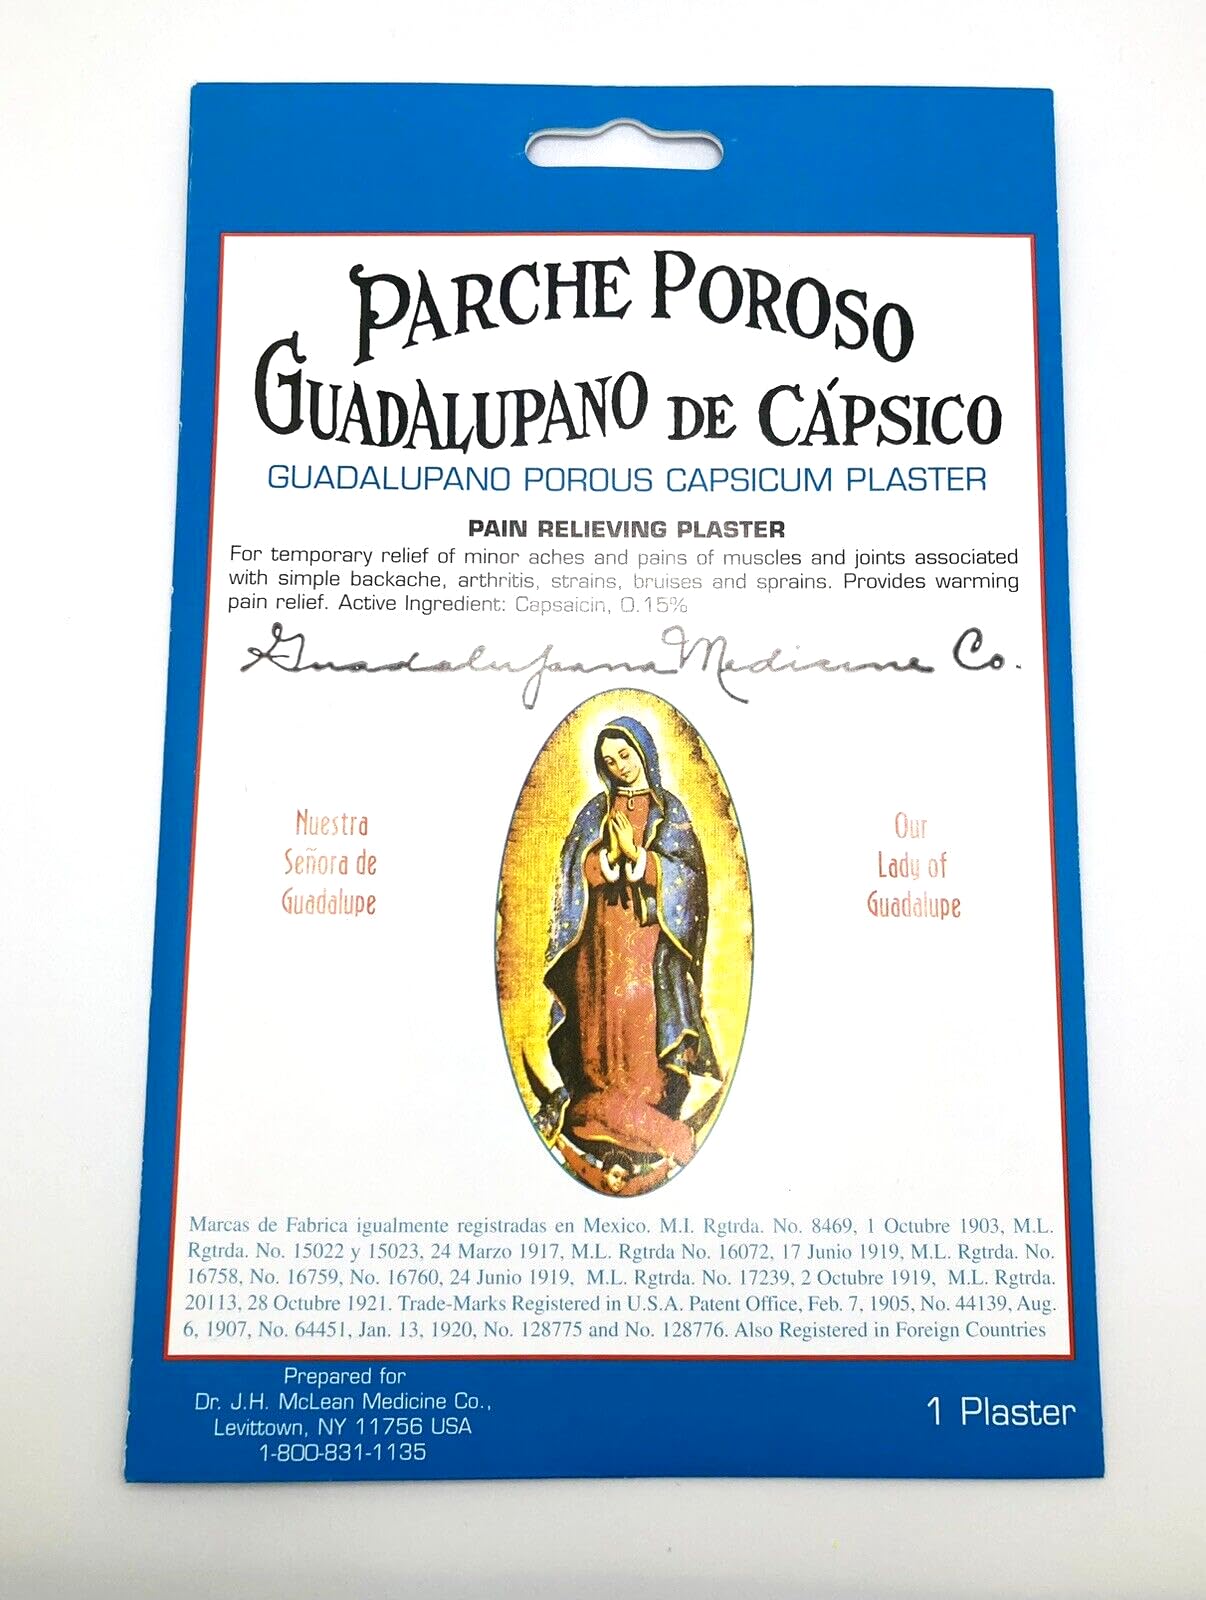 PARCHE POROSO
GUADALUPANO DE CÁPSICO
GUADALUPANO POROUS CAPSICUM PLASTER
PAIN RELIEVING PLASTER
For temporary relief of minor aches and pains of muscles and joints associated
with simple backache, arthritis, strains, bruises and sprains. Provides warming
pain relief. Active Ingredient: Capsaicin, 0.15%
Guadalupana Medicine Co.
Nuestra
Señora de
Guadalupe
Our
Lady of
Guadalupe
Marcas de Fabrica igualmente registradas en Mexico. M.I. Rgtrda. No. 8469, 1 Octubre 1903, M.L.
Rgtrda. No. 15022 y 15023, 24 Marzo 1917, M.L. Rgtrda No. 16072, 17 Junio 1919, M.L. Rgtrda. No.
16758, No. 16759, No. 16760, 24 Junio 1919, M.L. Rgtrda. No. 17239, 2 Octubre 1919, M.L. Rgtrda.
20113, 28 Octubre 1921. Trade-Marks Registered in U.S.A. Patent Office, Feb. 7, 1905, No. 44139, Aug.
6, 1907, No. 64451, Jan. 13, 1920, No. 128775 and No. 128776. Also Registered in Foreign Countries
Prepared for
Dr. J.H. McLean Medicine Co.,
Levittown, NY 11756 USA
1-800-831-1135
1 Plaster